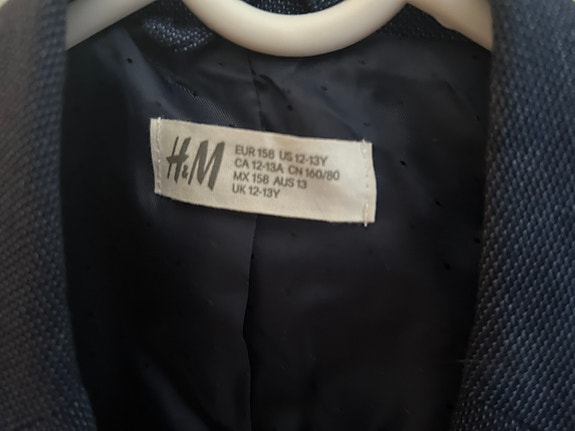 H&M
EUR 158 US 12-13Y
CA 12-13A CN 160/80
MX 158 AUS 13
UK 12-13Y